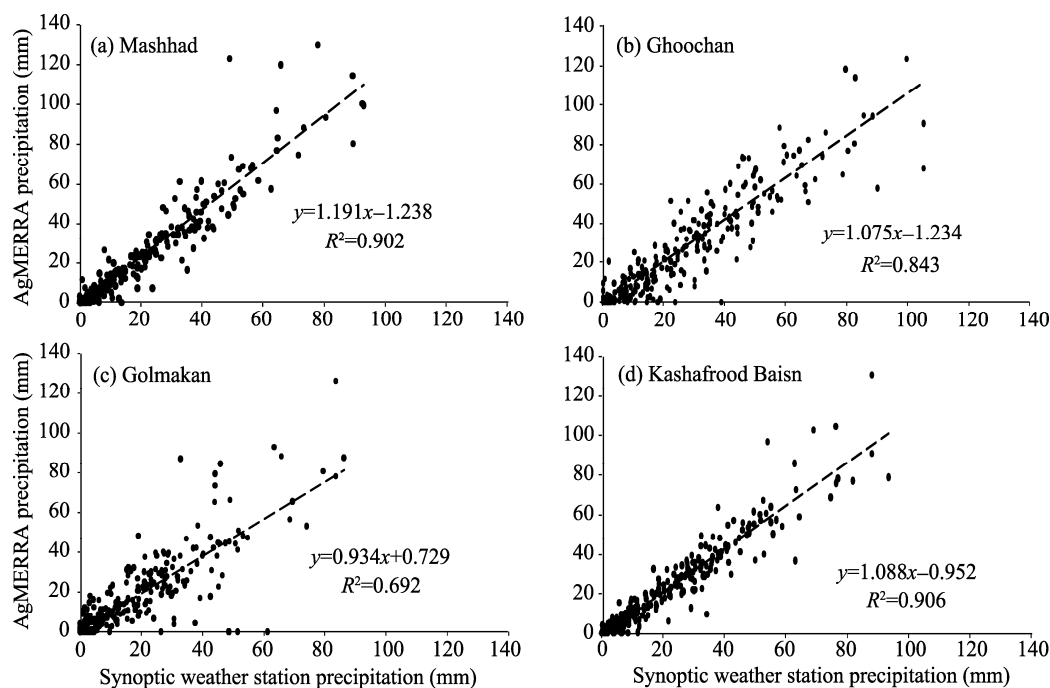 140
120
100
80
60
40
20
0
AgMERRA precipitation (mm)
(a) Mashhad
y=1.191x–1.238
R²=0.902
0 20 40 60 80 100 120 140
140
120
100
80
60
40
20
0
(b) Ghoochan
y=1.075x–1.234
R²=0.843
0 20 40 60 80 100 120 140
140
120
100
80
60
40
20
0
AgMERRA precipitation (mm)
(c) Golmakan
y=0.934x+0.729
R²=0.692
0 20 40 60 80 100 120 140
Synoptic weather station precipitation (mm)
140
120
100
80
60
40
20
0
(d) Kashafrood Baisn
y=1.088x–0.952
R²=0.906
0 20 40 60 80 100 120 140
Synoptic weather station precipitation (mm)